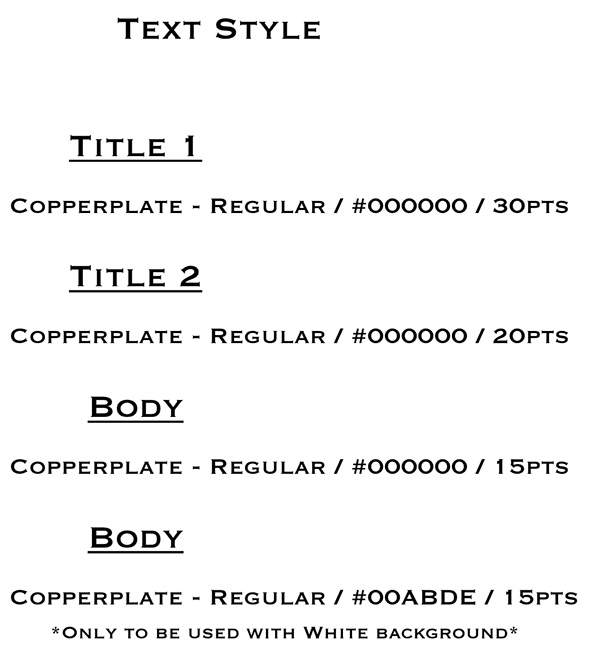 Text Style
Title 1
Copperplate - Regular / #000000 / 30pts
Title 2
Copperplate - Regular / #000000 / 20pts
Body
Copperplate - Regular / #000000 / 15pts
Body
Copperplate - Regular / #00ABDE / 15pts
*Only to be used with White background*